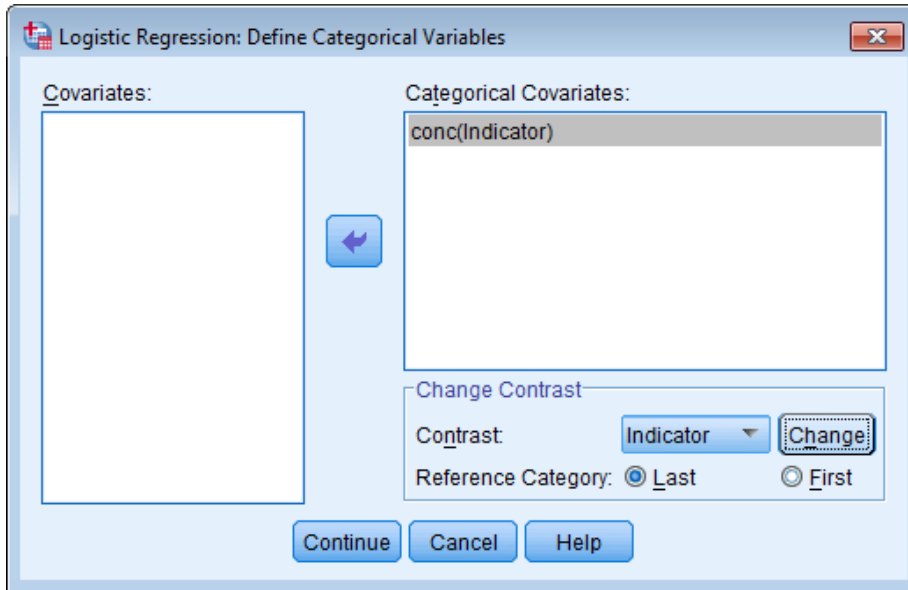 Logistic Regression: Define Categorical Variables
Covariates:
Categorical Covariates:
conc(Indicator)
Change Contrast
Contrast: Indicator Change
Reference Category: Last First
Continue Cancel Help